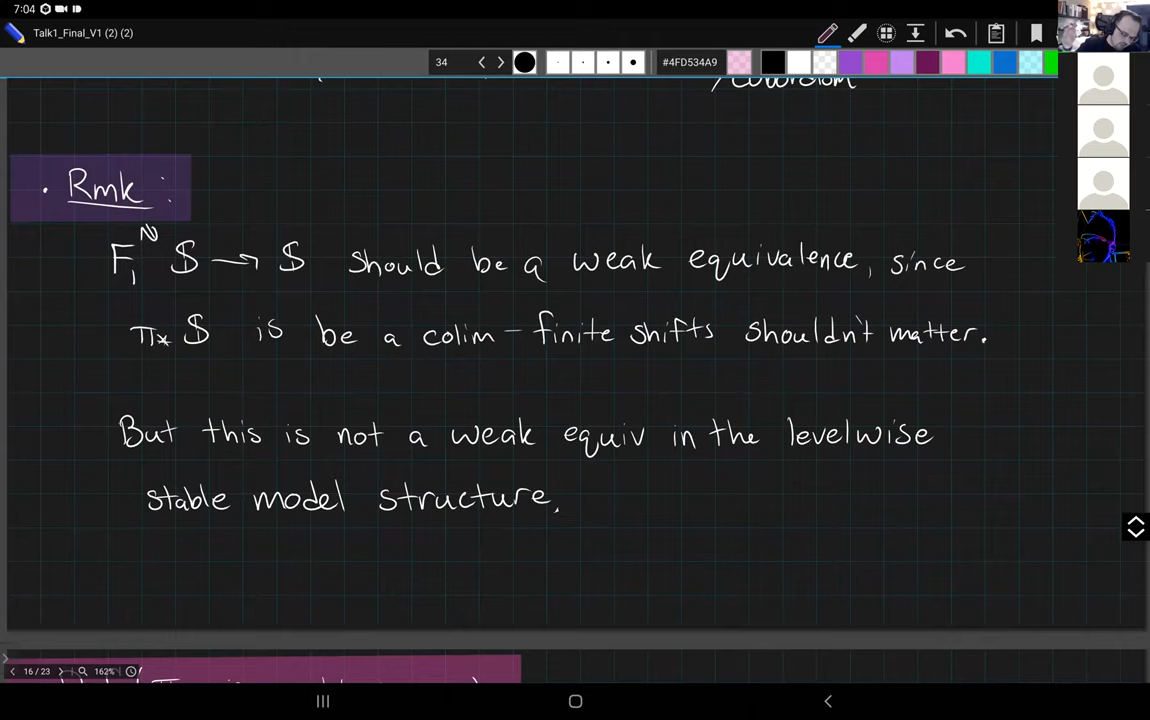 7:04
Talk1_Final_V1 (2) (2)
34
#4FD534A9
/cobordism
· Rmk :
F₁^ℕ $ → $ should be a weak equivalence, since
π* $ is be a colim – finite shifts shouldn't matter.
But this is not a weak equiv in the levelwise
stable model structure.
16 / 23
162%